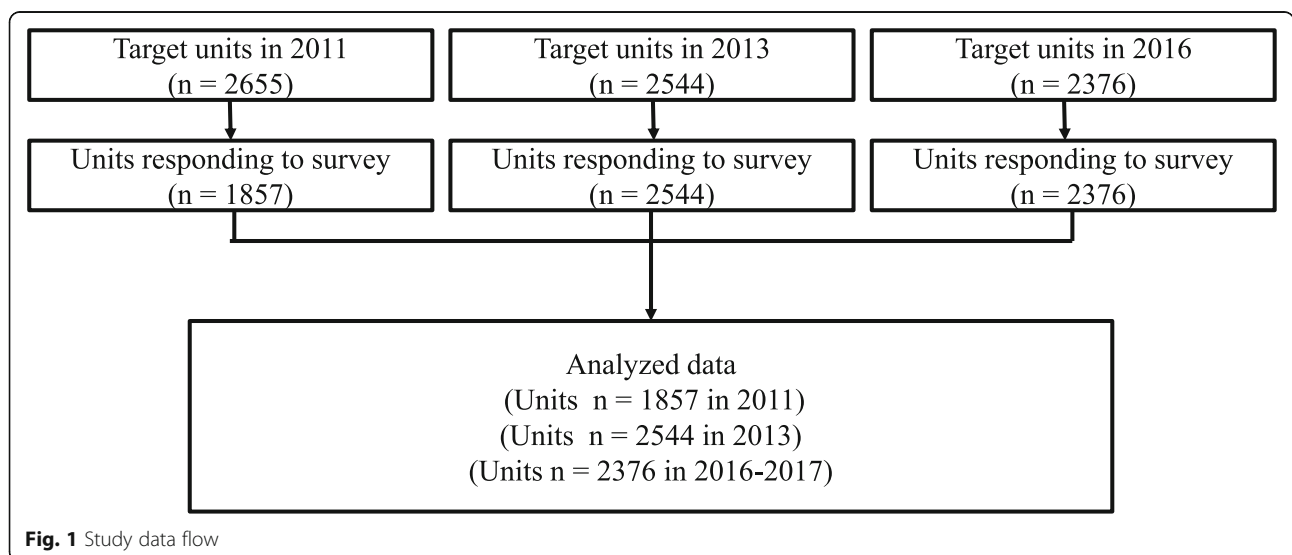 Target units in 2011
(n = 2655)
Target units in 2013
(n = 2544)
Target units in 2016
(n = 2376)
Units responding to survey
(n = 1857)
Units responding to survey
(n = 2544)
Units responding to survey
(n = 2376)
Analyzed data
(Units n = 1857 in 2011)
(Units n = 2544 in 2013)
(Units n = 2376 in 2016-2017)
Fig. 1 Study data flow